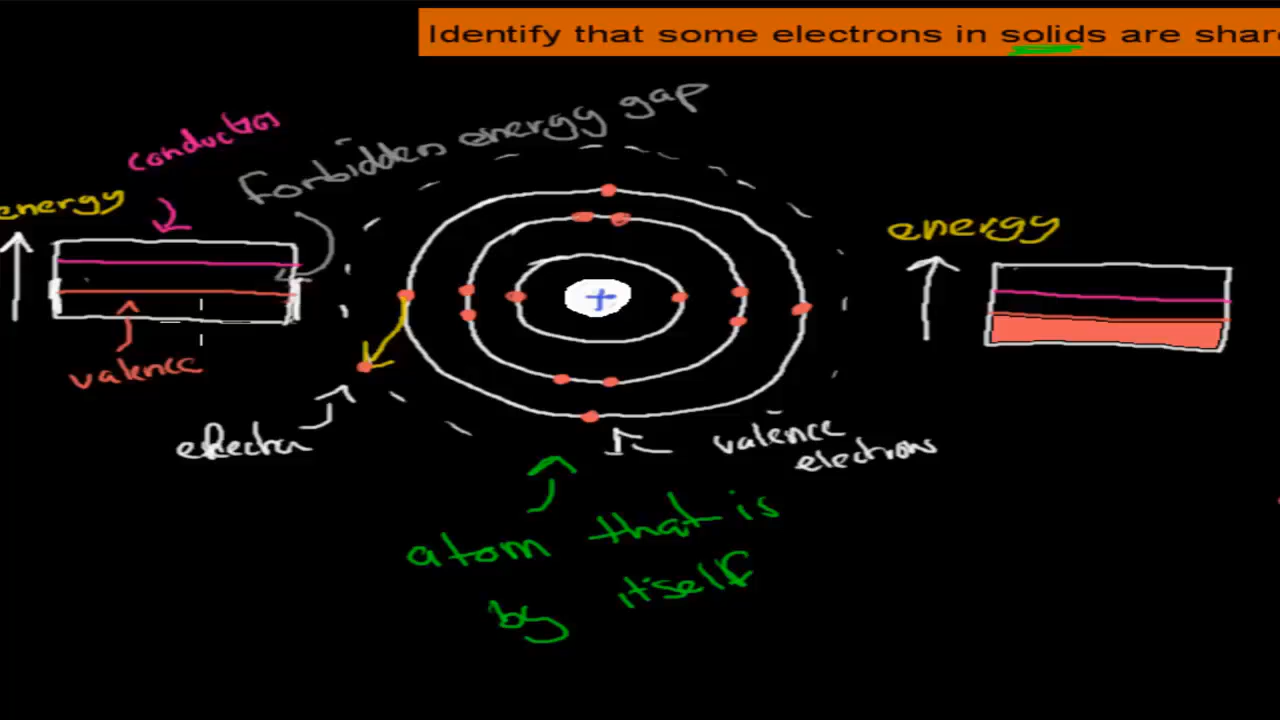 Identify that some electrons in solids are shar
conductor
Forbidden energy gap
energy
energy
valence
electron
valence
electrons
+
atom that is
by itself